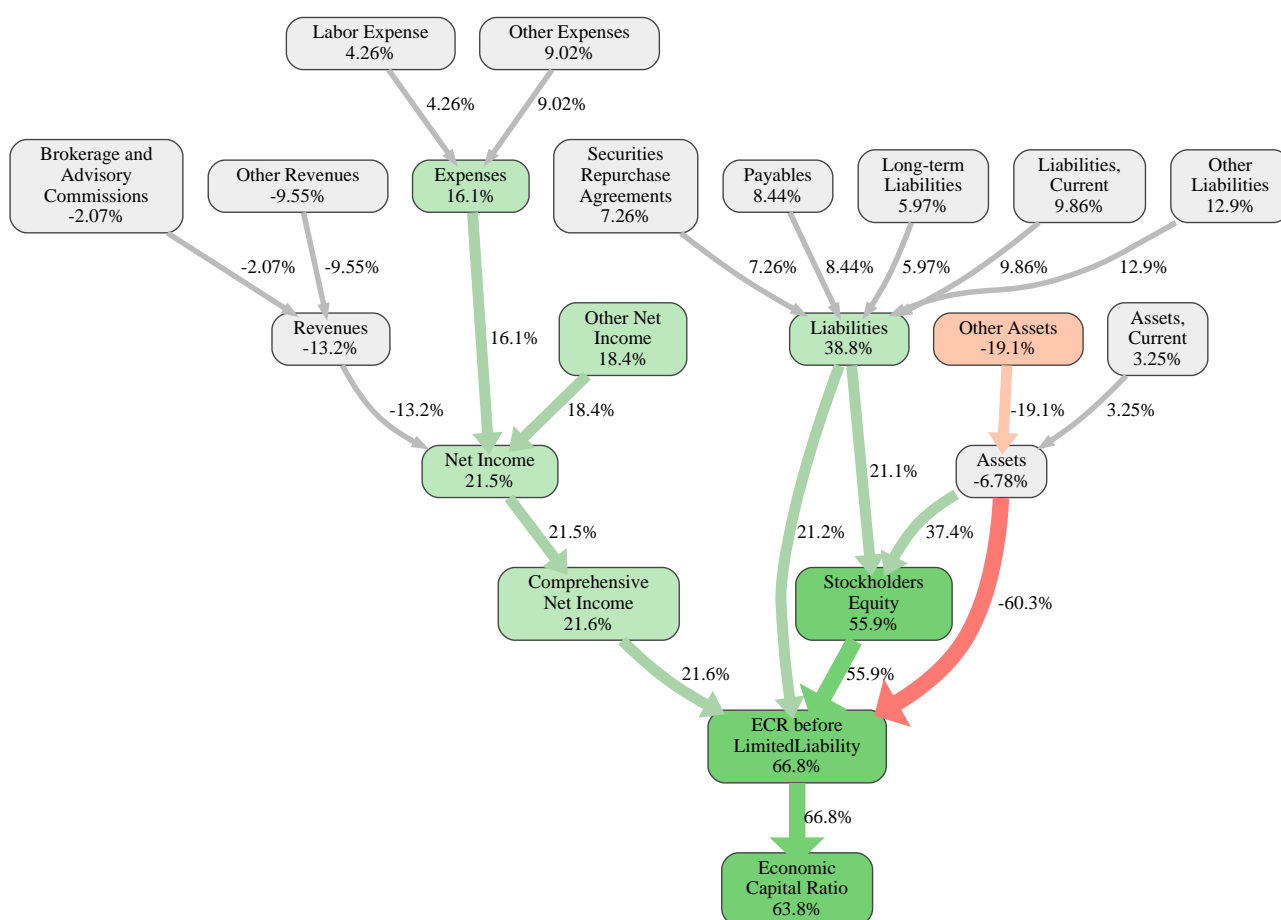 Labor Expense
4.26%
Other Expenses
9.02%
4.26%
9.02%
Brokerage and
Advisory
Commissions
-2.07%
Other Revenues
-9.55%
Expenses
16.1%
Securities
Repurchase
Agreements
7.26%
Payables
8.44%
Long-term
Liabilities
5.97%
Liabilities,
Current
9.86%
Other
Liabilities
12.9%
-2.07%
-9.55%
7.26%
8.44%
5.97%
9.86%
12.9%
Revenues
-13.2%
16.1%
Other Net
Income
18.4%
Liabilities
38.8%
Other Assets
-19.1%
Assets,
Current
3.25%
-13.2%
18.4%
-19.1%
3.25%
Net Income
21.5%
21.1%
Assets
-6.78%
21.5%
21.2%
37.4%
Comprehensive
Net Income
21.6%
Stockholders
Equity
55.9%
-60.3%
21.6%
55.9%
ECR before
LimitedLiability
66.8%
66.8%
Economic
Capital Ratio
63.8%